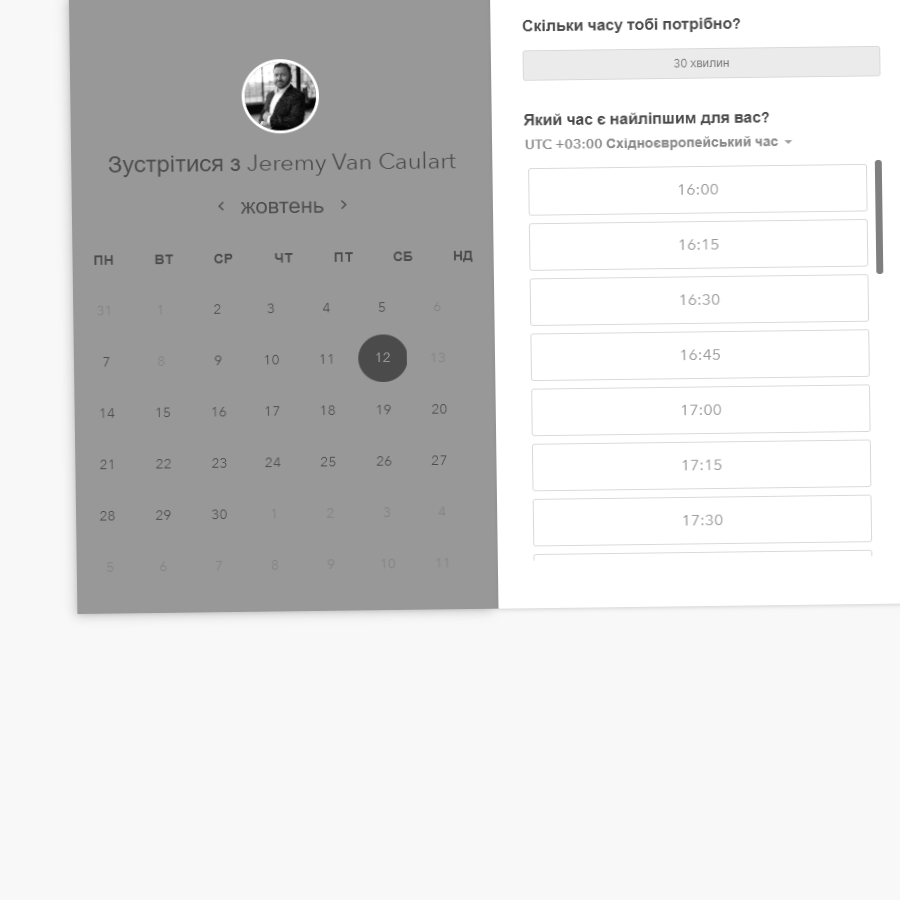 Зустрітися з Jeremy Van Caulart
жовтень
ПН ВТ СР ЧТ ПТ СБ НД
31 1 2 3 4 5 6
7 8 9 10 11 12 13
14 15 16 17 18 19 20
21 22 23 24 25 26 27
28 29 30 1 2 3 4
5 6 7 8 9 10 11
Скільки часу тобі потрібно?
30 хвилин
Який час є найліпшим для вас?
UTC +03:00 Східноєвропейський час
16:00
16:15
16:30
16:45
17:00
17:15
17:30